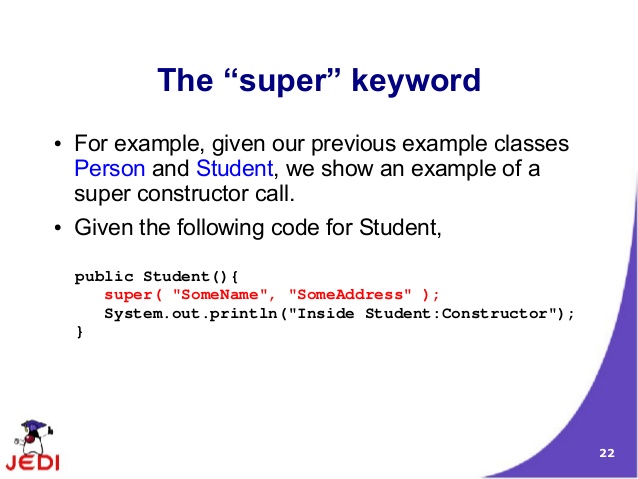 The “super” keyword
• For example, given our previous example classes
Person and Student, we show an example of a
super constructor call.
• Given the following code for Student,
public Student(){
super( "SomeName", "SomeAddress" );
System.out.println("Inside Student:Constructor");
}
JEDI
22